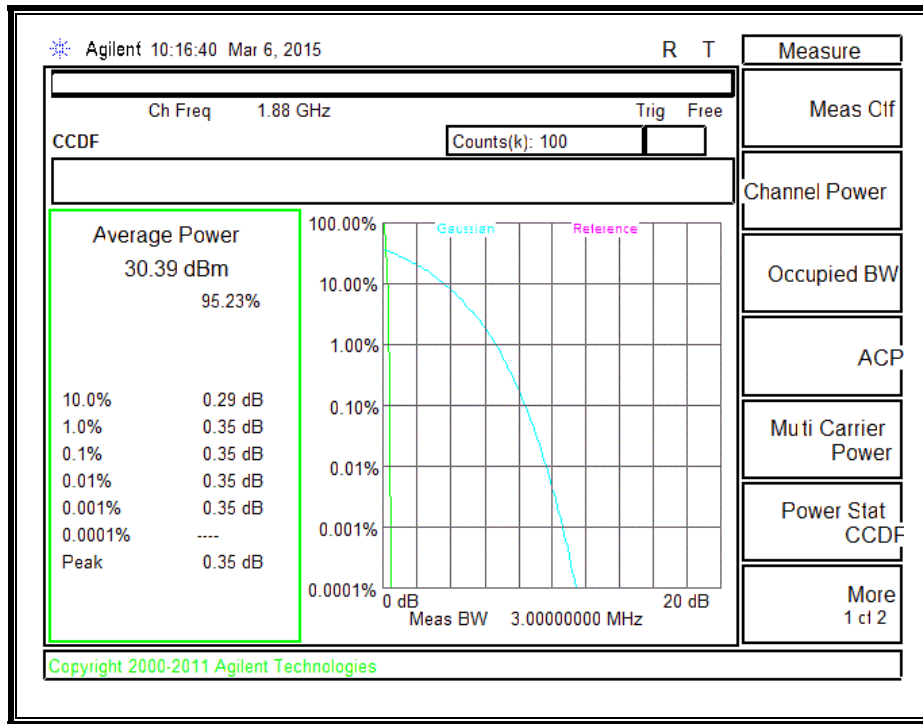 Agilent 10:16:40 Mar 6, 2015 R T
Ch Freq 1.88 GHz Trig Free
CCDF Counts(k): 100
Average Power
30.39 dBm
95.23%
10.0% 0.29 dB
1.0% 0.35 dB
0.1% 0.35 dB
0.01% 0.35 dB
0.001% 0.35 dB
0.0001% ----
Peak 0.35 dB
Gaussian Reference
100.00%
10.00%
1.00%
0.10%
0.01%
0.001%
0.0001%
0 dB 20 dB
Meas BW 3.00000000 MHz
Measure
Meas Off
Channel Power
Occupied BW
ACP
Multi Carrier
Power
Power Stat
CCDF
More
1 of 2
Copyright 2000-2011 Agilent Technologies